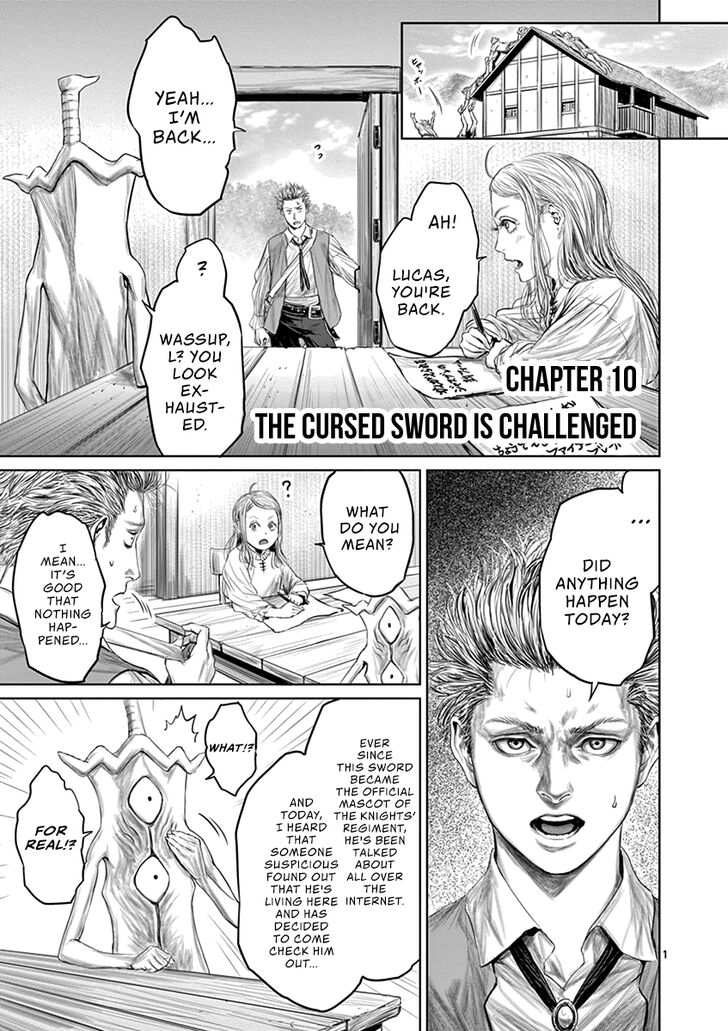 AH!
LUCAS,
YOU'RE
BACK.
YEAH...
I'M
BACK...
?
WASSUP,
L? YOU
LOOK
EX-
HAUST-
ED.
CHAPTER 10
THE CURSED SWORD IS CHALLENGED
...
DID
ANYTHING
HAPPEN
TODAY?
?
WHAT
DO YOU
MEAN?
I
MEAN...
IT'S
GOOD
THAT
NOTHING
HAP-
PENED...
EVER
SINCE
THIS SWORD
BECAME
THE OFFICIAL
MASCOT OF
THE KNIGHTS'
REGIMENT,
HE'S BEEN
TALKED
ABOUT
ALL OVER
THE
INTERNET.
AND
TODAY,
I HEARD
THAT
SOMEONE
SUSPICIOUS
FOUND OUT
THAT HE'S
LIVING HERE
AND HAS
DECIDED
TO COME
CHECK HIM
OUT...
WHAT!?
FOR
REAL!?
1